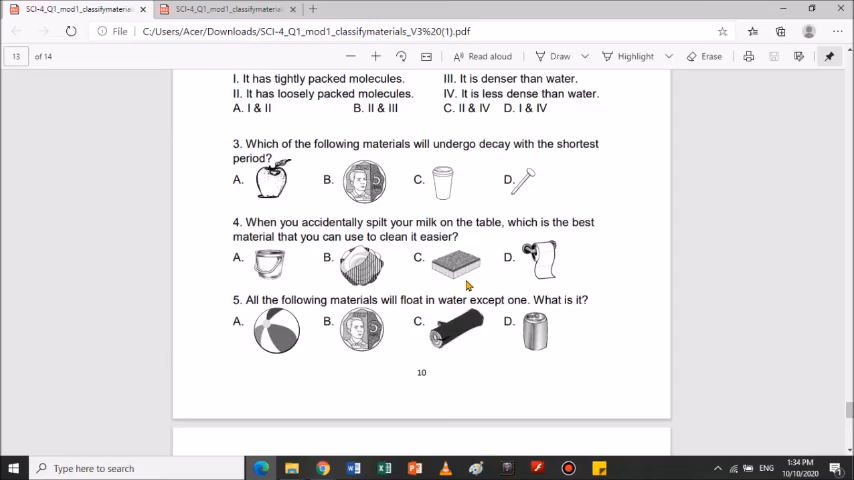 SCI-4_Q1_mod1_classifymaterial
SCI-4_Q1_mod1_classifymaterials
File C:/Users/Acer/Downloads/SCI-4_Q1_mod1_classifymaterials_V3%20(1).pdf
13 of 14 Read aloud Draw Highlight Erase
I. It has tightly packed molecules. III. It is denser than water.
II. It has loosely packed molecules. IV. It is less dense than water.
A. I & II B. II & III C. II & IV D. I & IV
3. Which of the following materials will undergo decay with the shortest
period?
A. B. C. D.
4. When you accidentally spilt your milk on the table, which is the best
material that you can use to clean it easier?
A. B. C. D.
5. All the following materials will float in water except one. What is it?
A. B. C. D.
10
Type here to search
ENG
1:34 PM
10/10/2020